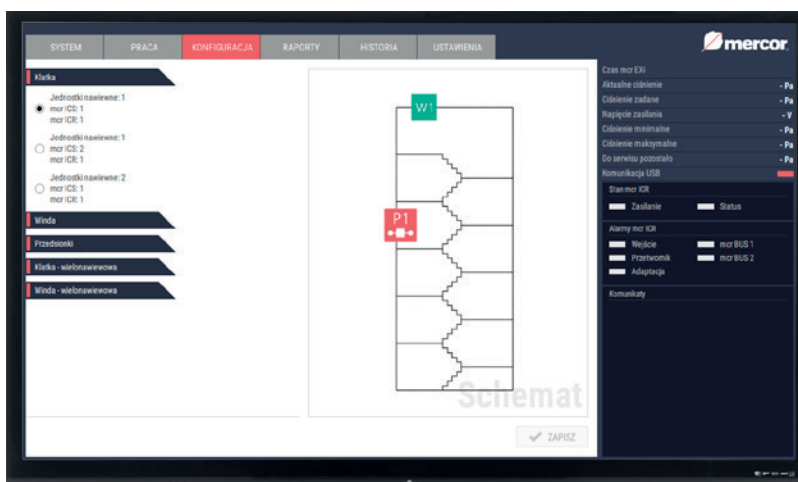 SYSTEM PRACA KONFIGURACJA RAPORTY HISTORIA USTAWIENIA
mercor
Klatka
Jednostki nawiewne: 1
mcr ICS: 1
mcr ICR: 1
Jednostki nawiewne: 1
mcr ICS: 2
mcr ICR: 1
Jednostki nawiewne: 2
mcr ICS: 1
mcr ICR: 1
Winda
Przedsionki
Klatka - wielonawiewowa
Winda - wielonawiewowa
W1
P1
Schemat
ZAPISZ
Czas mcr EXi
Aktualne ciśnienie - Pa
Ciśnienie zadane - Pa
Napięcie zasilania - V
Ciśnienie minimalne - Pa
Ciśnienie maksymalne - Pa
Do serwisu pozostało - Pa
Komunikacja USB
Stan mcr ICR
Zasilanie Status
Alarmy mcr ICR
Wejście mcr BUS 1
Przetwornik mcr BUS 2
Adaptacja
Komunikaty